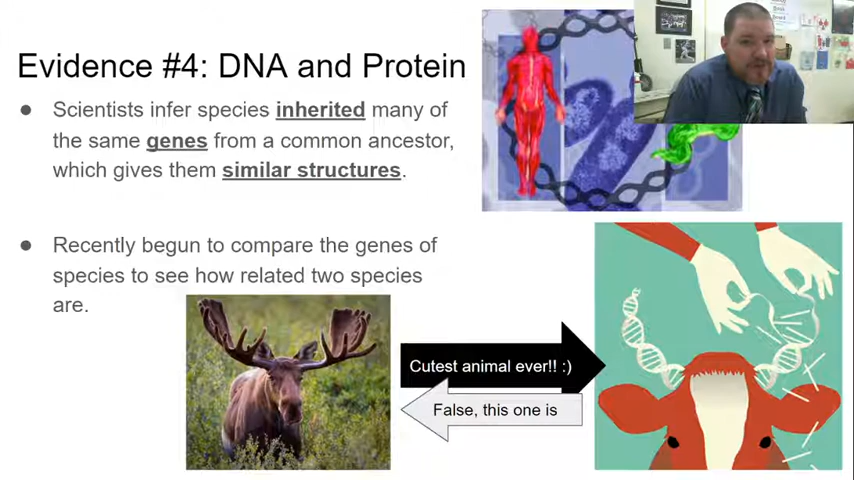 Evidence #4: DNA and Protein
● Scientists infer species inherited many of
the same genes from a common ancestor,
which gives them similar structures.
● Recently begun to compare the genes of
species to see how related two species
are.
Cutest animal ever!! :)
False, this one is